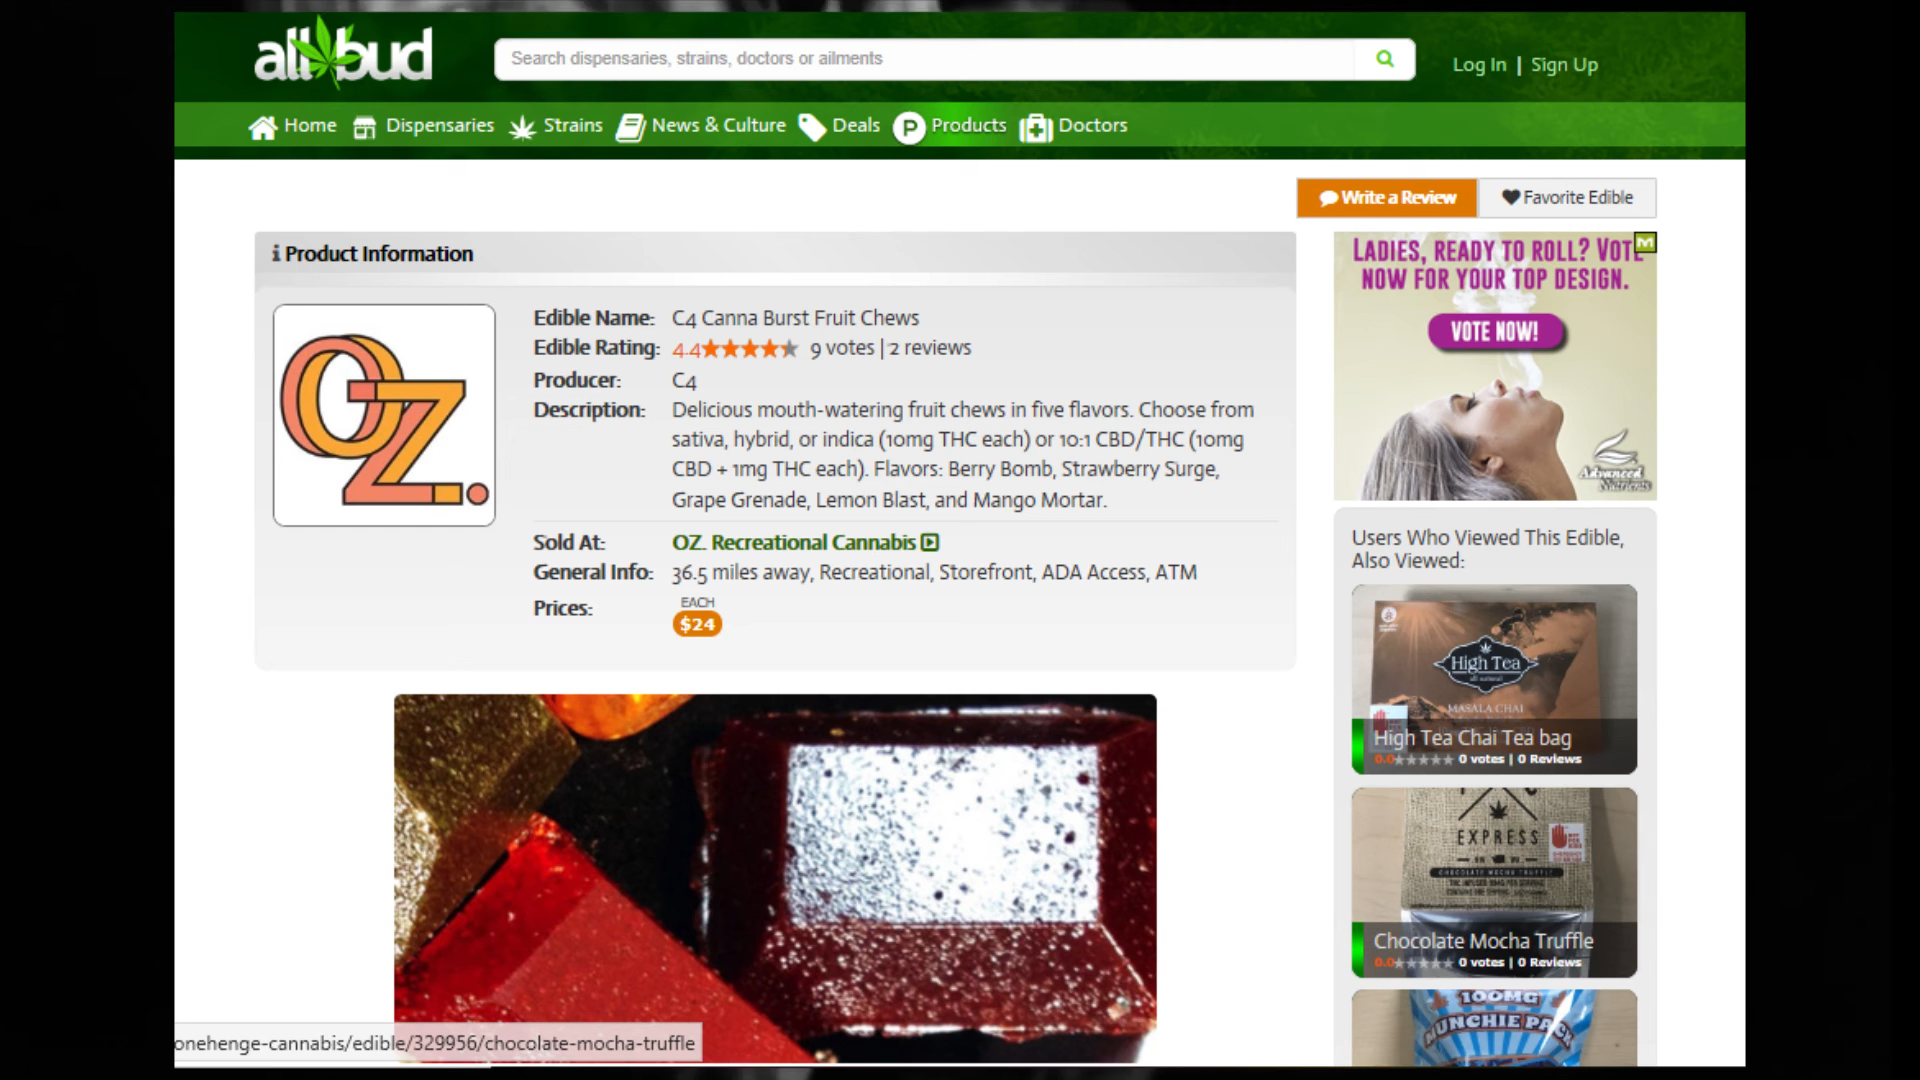 allbud
Search dispensaries, strains, doctors or ailments
Log In | Sign Up
Home Dispensaries Strains News & Culture Deals P Products Doctors
Write a Review Favorite Edible
Product Information
OZ.
Edible Name: C4 Canna Burst Fruit Chews
Edible Rating: 4.4 9 votes | 2 reviews
Producer: C4
Description: Delicious mouth-watering fruit chews in five flavors. Choose from
sativa, hybrid, or indica (10mg THC each) or 10:1 CBD/THC (10mg
CBD + 1mg THC each). Flavors: Berry Bomb, Strawberry Surge,
Grape Grenade, Lemon Blast, and Mango Mortar.
Sold At: OZ. Recreational Cannabis
General Info: 36.5 miles away, Recreational, Storefront, ADA Access, ATM
Prices: EACH
$24
LADIES, READY TO ROLL? VOTE
NOW FOR YOUR TOP DESIGN.
VOTE NOW!
Advanced
Nutrients
Users Who Viewed This Edible,
Also Viewed:
High Tea
all natural
MASALA CHAI
High Tea Chai Tea bag
0.0 0 votes | 0 Reviews
EXPRESS
CHOCOLATE MOCHA TRUFFLE
Chocolate Mocha Truffle
0.0 0 votes | 0 Reviews
100MG
MUNCHIE PACK
onehenge-cannabis/edible/329956/chocolate-mocha-truffle